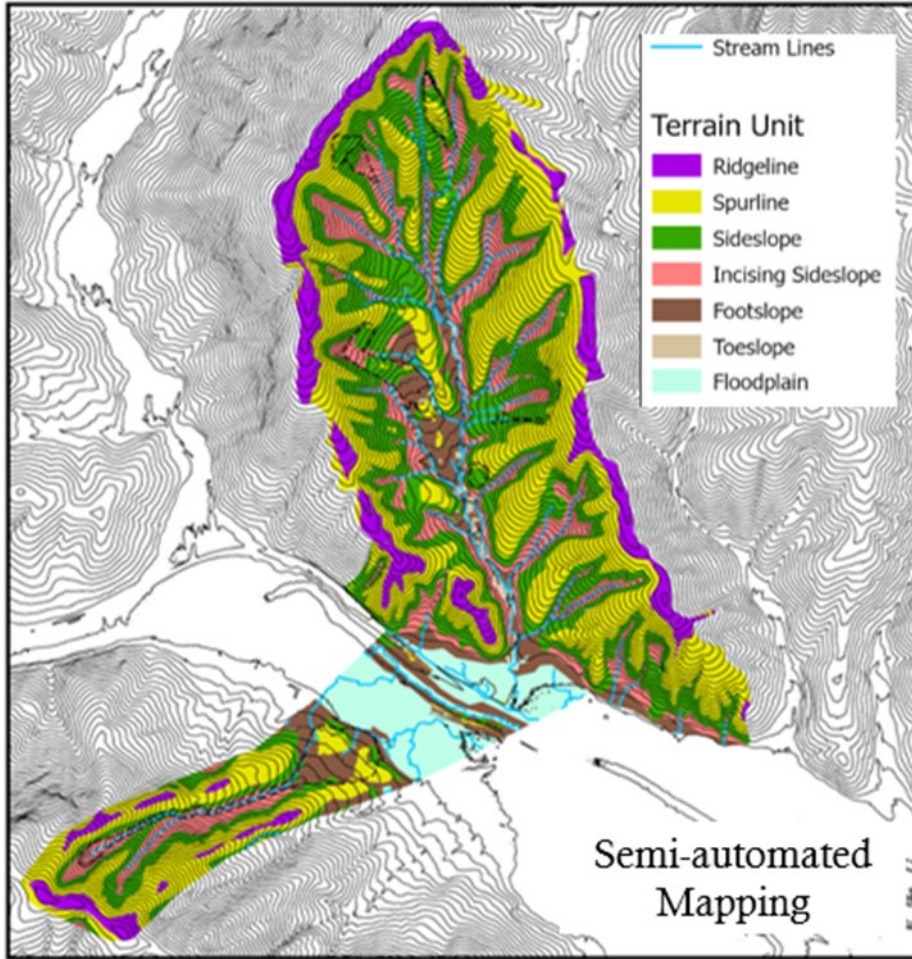 Stream Lines
Terrain Unit
Ridgeline
Spurline
Sideslope
Incising Sideslope
Footslope
Toeslope
Floodplain
Semi-automated
Mapping